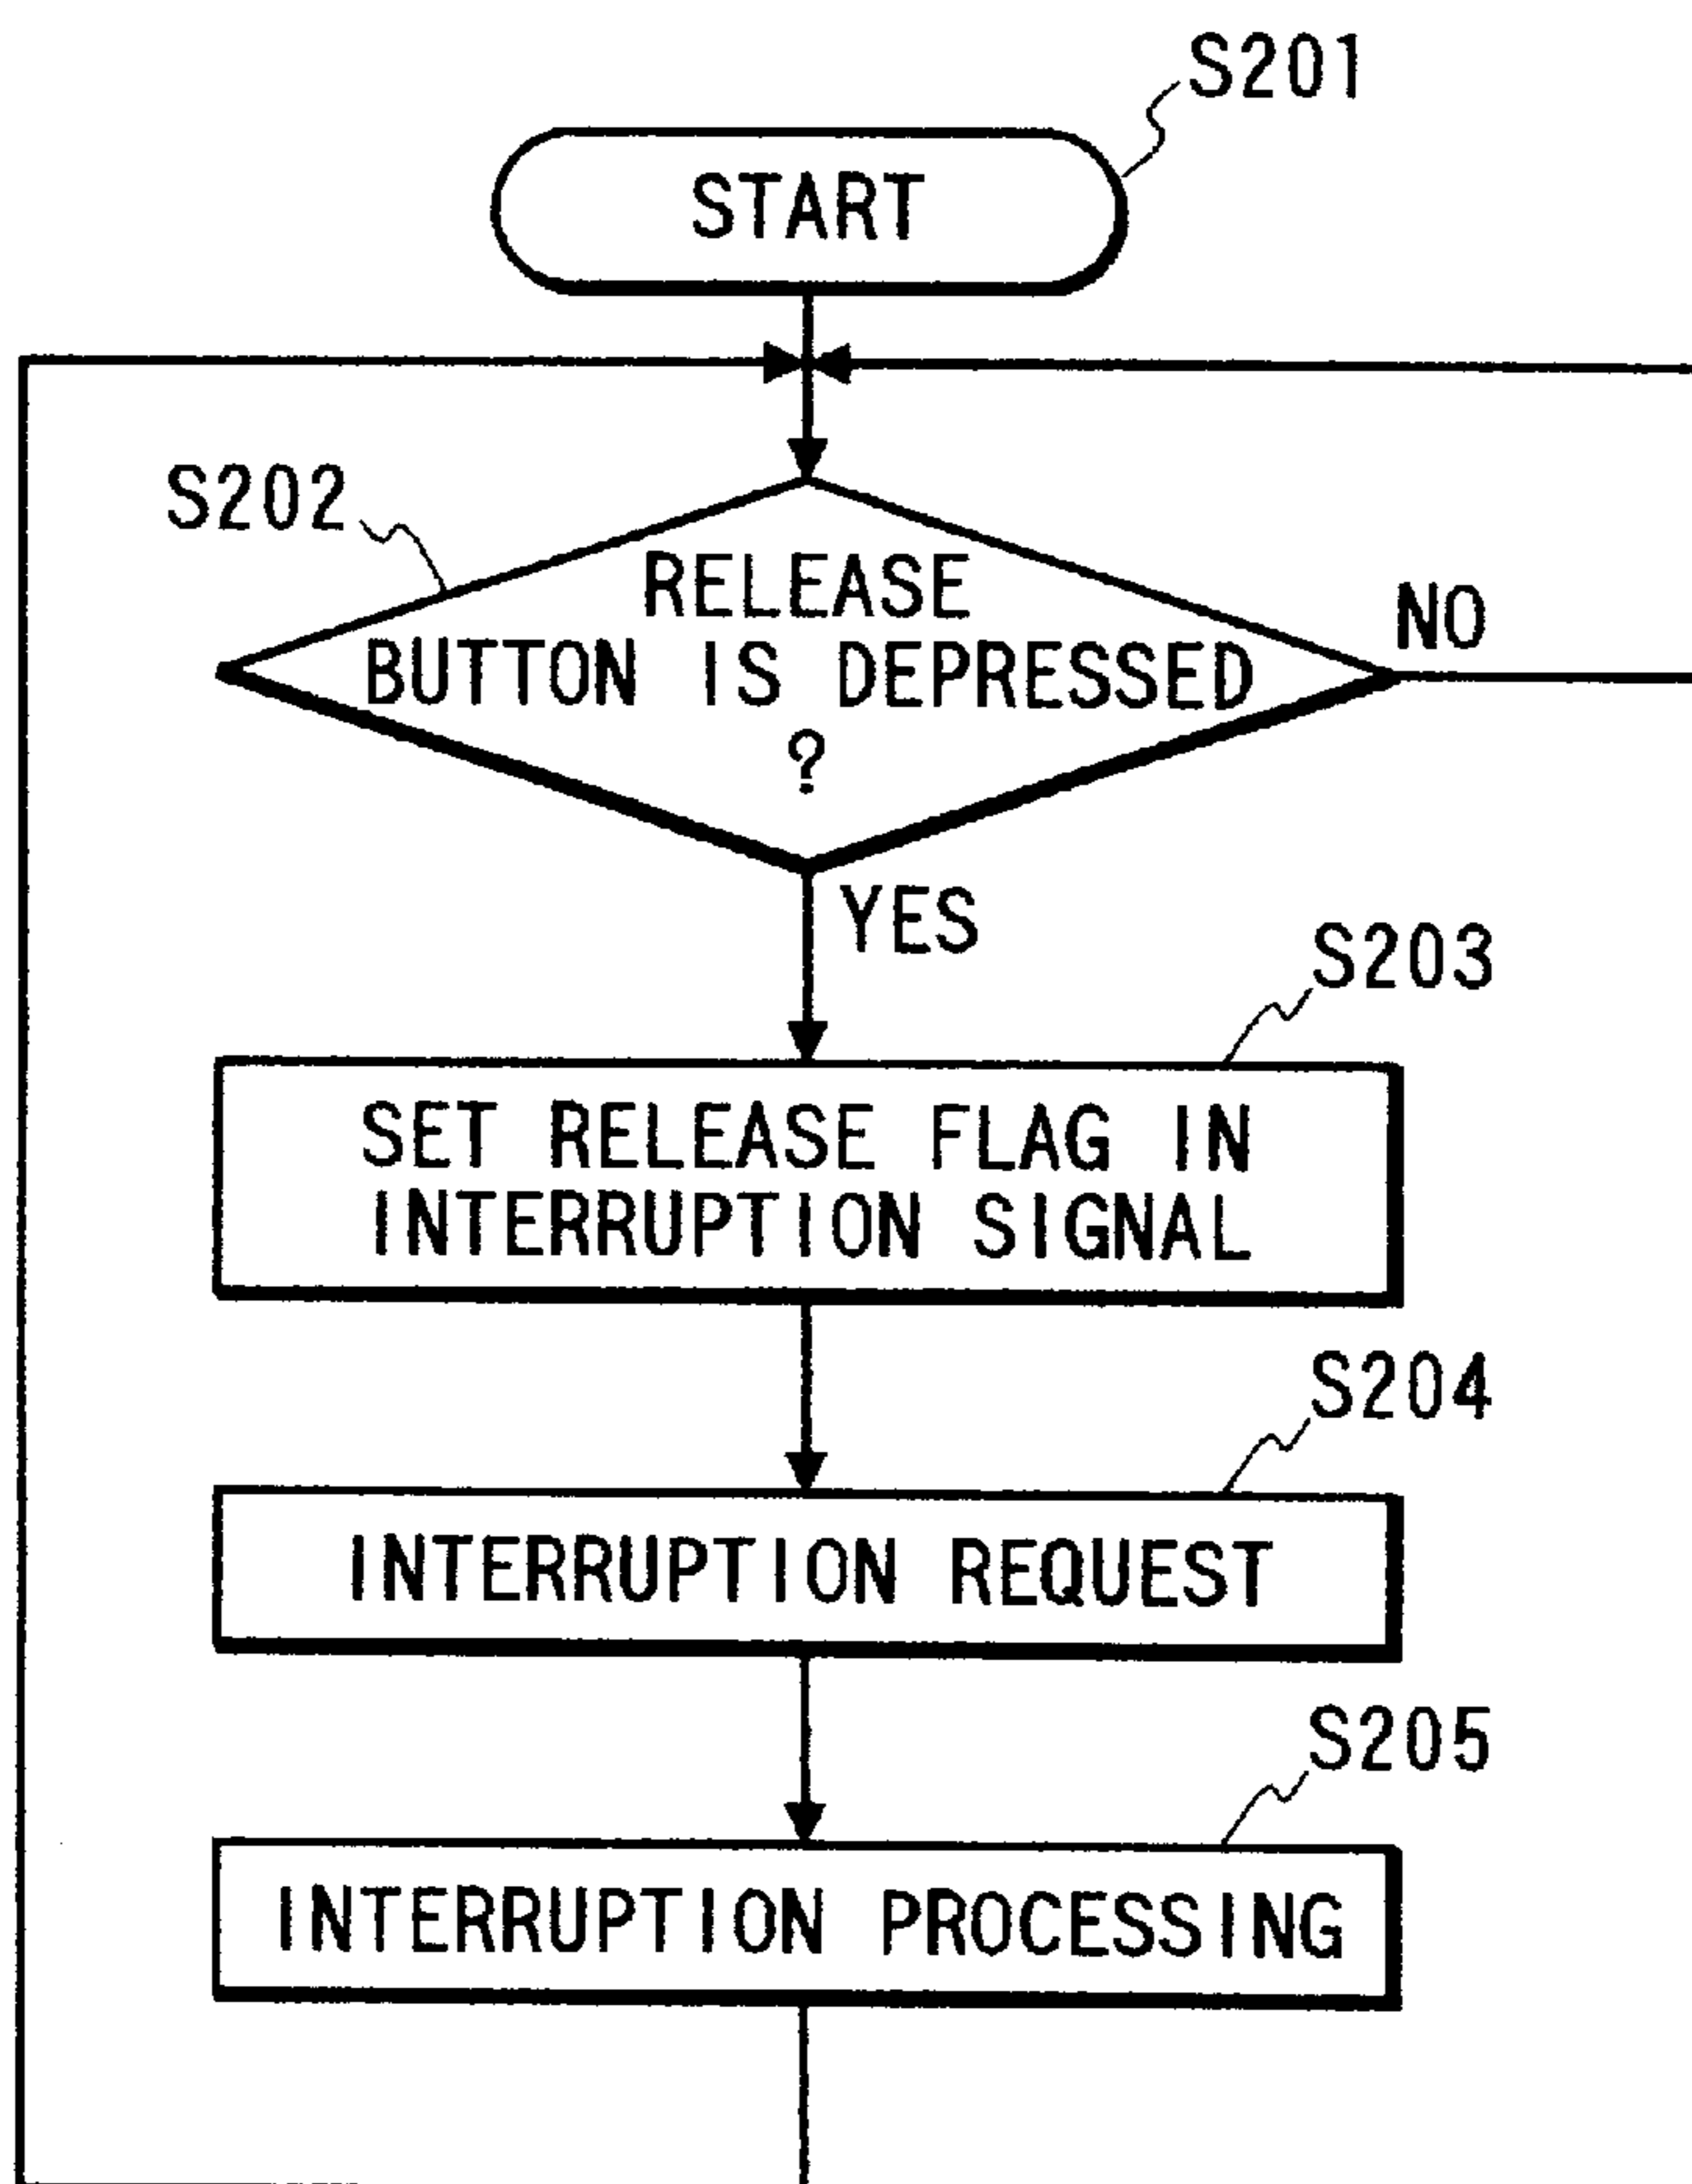 S201
START
S202
RELEASE
BUTTON IS DEPRESSED
?
NO
YES
S203
SET RELEASE FLAG IN
INTERRUPTION SIGNAL
S204
INTERRUPTION REQUEST
S205
INTERRUPTION PROCESSING